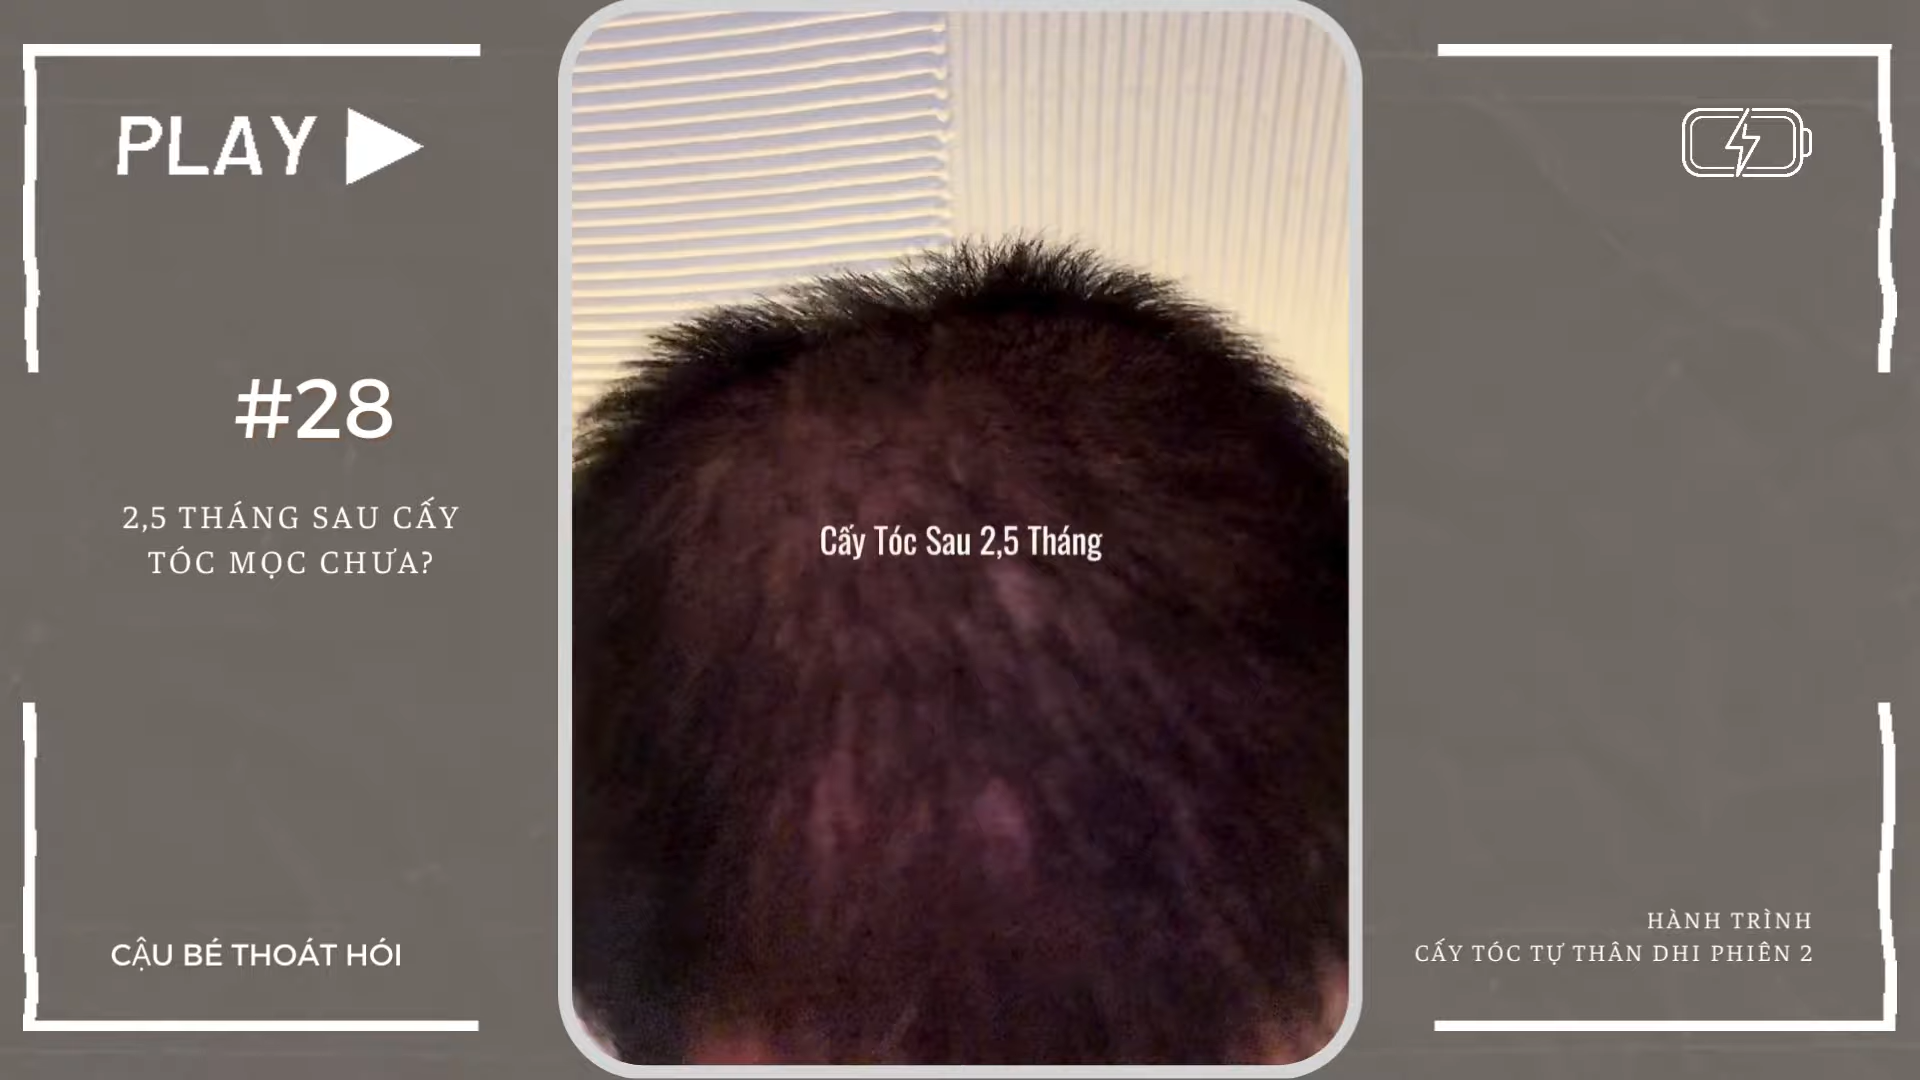 PLAY
#28
2,5 THÁNG SAU CẤY
TÓC MỌC CHƯA?
Cấy Tóc Sau 2,5 Tháng
CẬU BÉ THOÁT HÓI
HÀNH TRÌNH
CẤY TÓC TỰ THÂN DHI PHIÊN 2